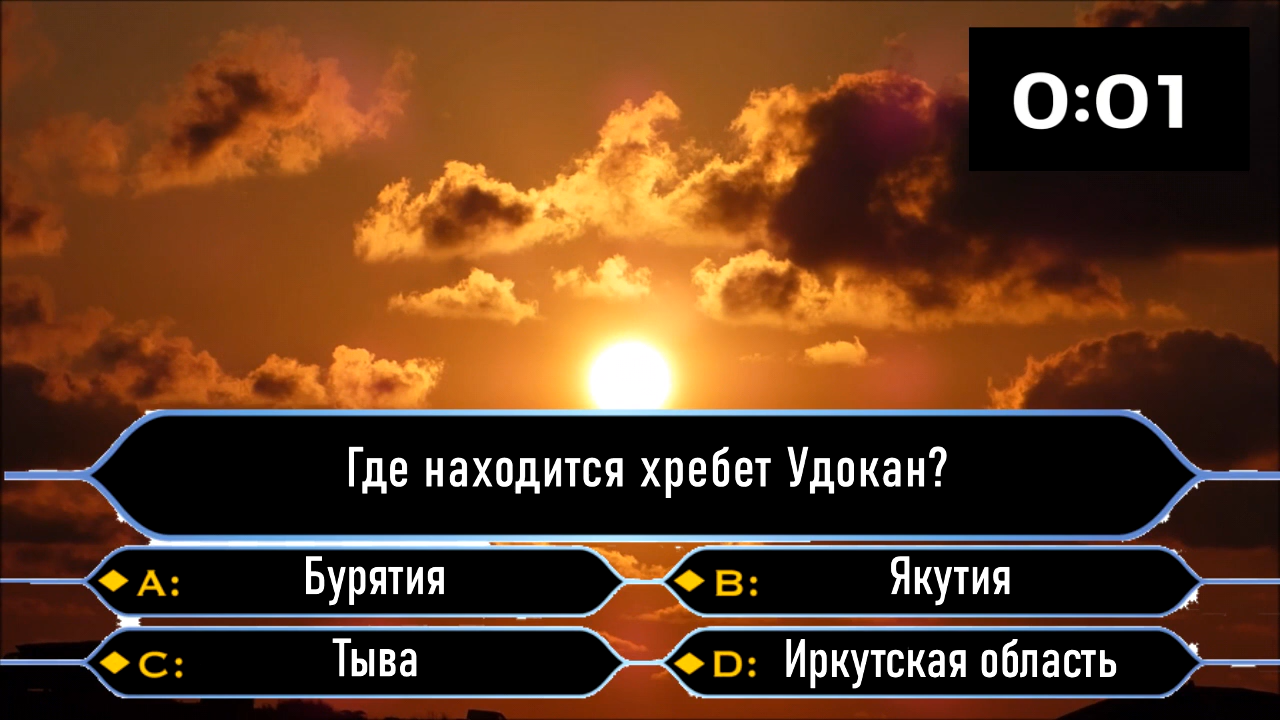 0:01
Где находится хребет Удокан?
A: Бурятия
B: Якутия
C: Тыва
D: Иркутская область